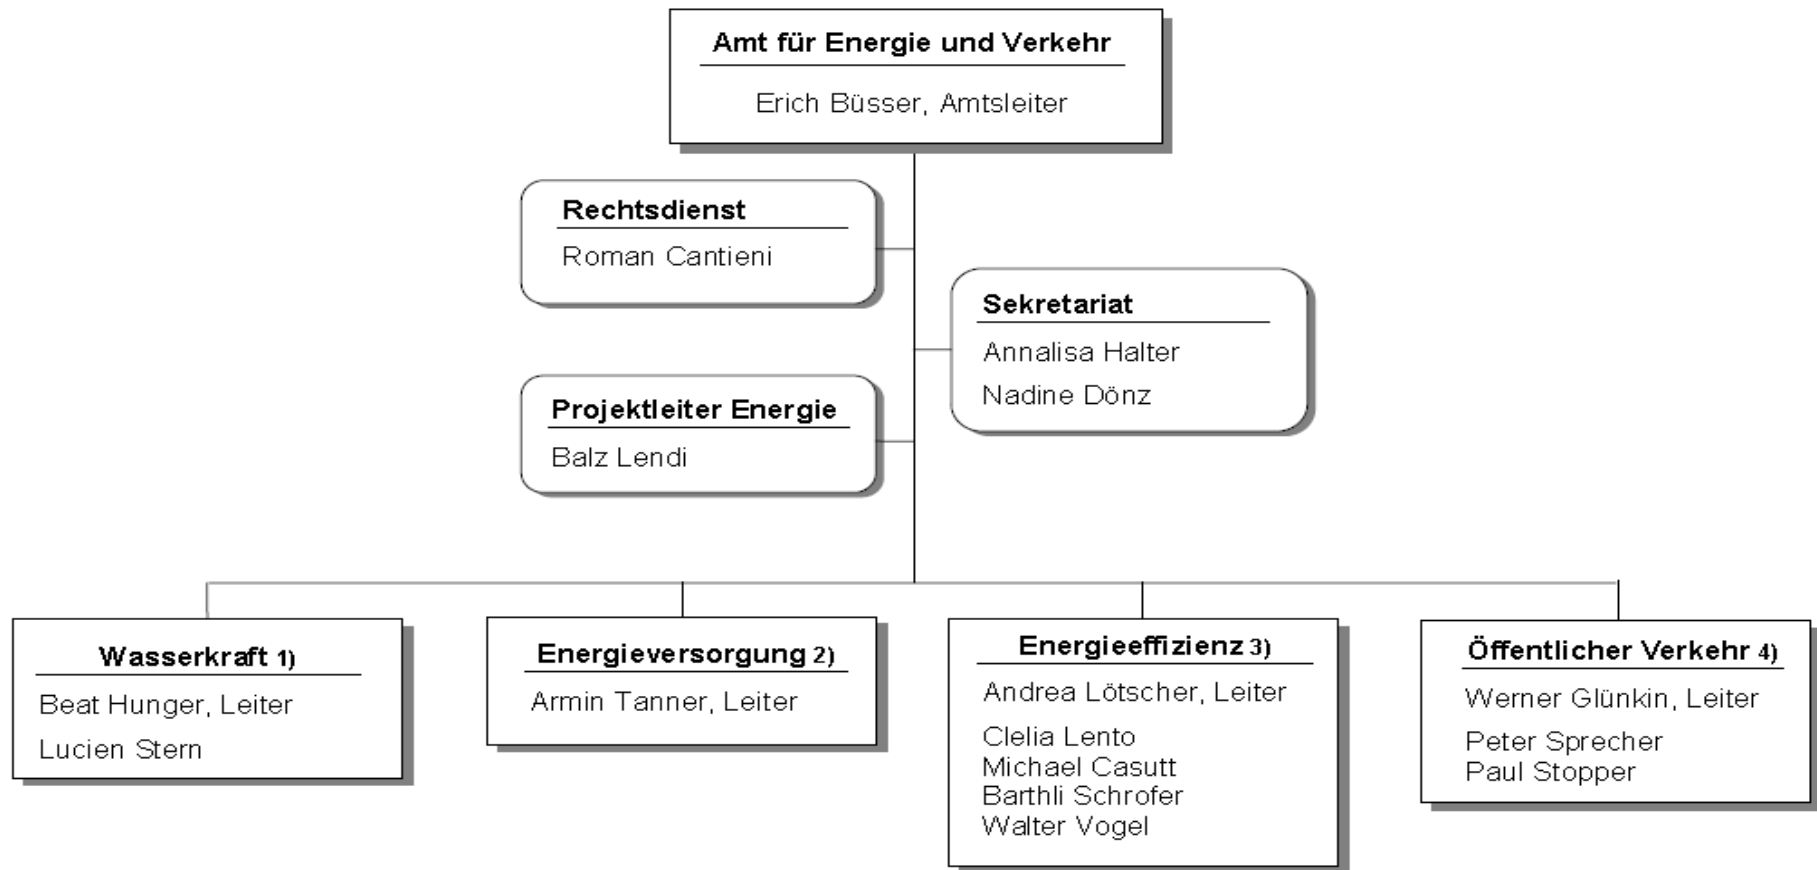 Amt für Energie und Verkehr
Erich Büsser, Amtsleiter
Rechtsdienst
Roman Cantieni
Sekretariat
Annalisa Halter
Nadine Dönz
Projektleiter Energie
Balz Lendi
Wasserkraft 1)
Beat Hunger, Leiter
Lucien Stern
Energieversorgung 2)
Armin Tanner, Leiter
Energieeffizienz 3)
Andrea Lötscher, Leiter
Clelia Lento
Michael Casutt
Barthli Schrofer
Walter Vogel
Öffentlicher Verkehr 4)
Werner Glünkin, Leiter
Peter Sprecher
Paul Stopper